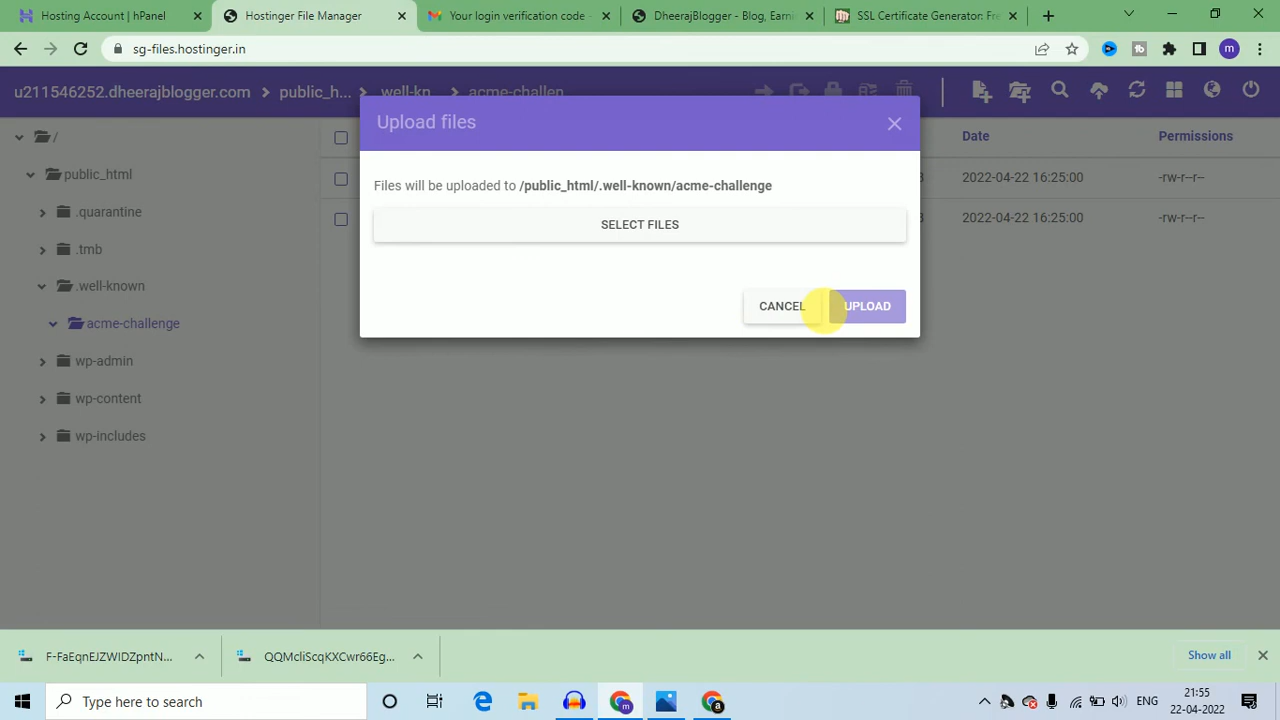 Hosting Account | hPanel
Hostinger File Manager
Your login verification code -
DheerajBlogger - Blog, Earni
SSL Certificate Generator: Fre
sg-files.hostinger.in
m
u211546252.dheerajblogger.com
public_h...
well-kn
acme-challen
Upload files
/
Date
Permissions
public_html
2022-04-22 16:25:00
-rw-r--r--
Files will be uploaded to /public_html/.well-known/acme-challenge
.quarantine
2022-04-22 16:25:00
-rw-r--r--
SELECT FILES
.tmb
.well-known
CANCEL
UPLOAD
acme-challenge
wp-admin
wp-content
wp-includes
F-FaEqnEJZWIDZpntN...
QQMcliScqKXCwr66Eg...
Show all
Type here to search
ENG
21:55
22-04-2022